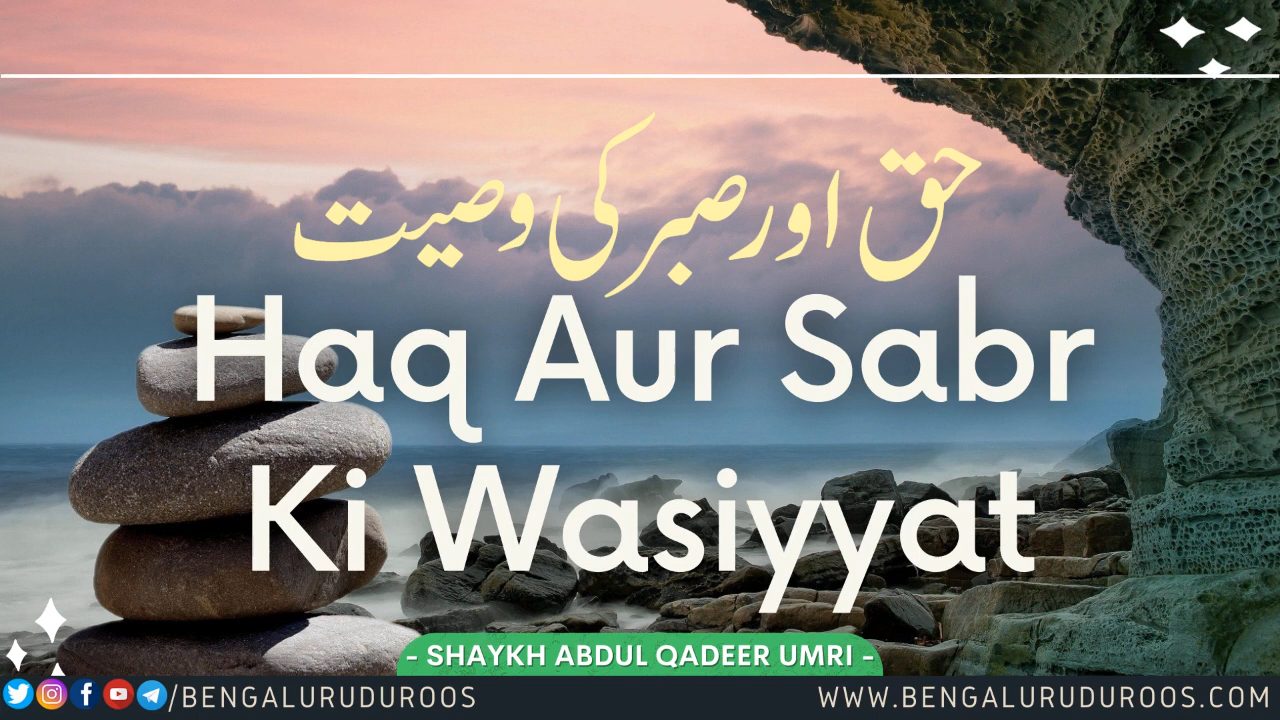 حق اور صبر کی وصیت
Haq Aur Sabr
Ki Wasiyyat
- SHAYKH ABDUL QADEER UMRI -
/BENGALURUDUROOS
WWW.BENGALURUDUROOS.COM